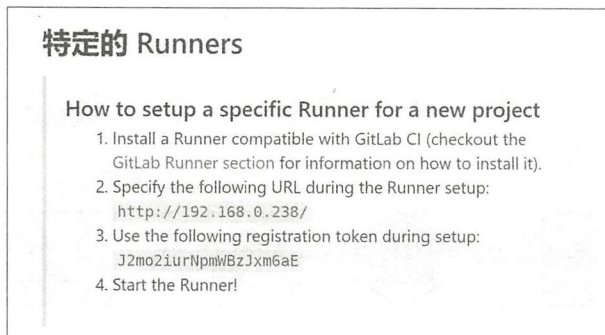 特定的 Runners
How to setup a specific Runner for a new project
1. Install a Runner compatible with GitLab CI (checkout the
GitLab Runner section for information on how to install it).
2. Specify the following URL during the Runner setup:
http://192.168.0.238/
3. Use the following registration token during setup:
J2mo2iurNpmWBzJxm6aE
4. Start the Runner!